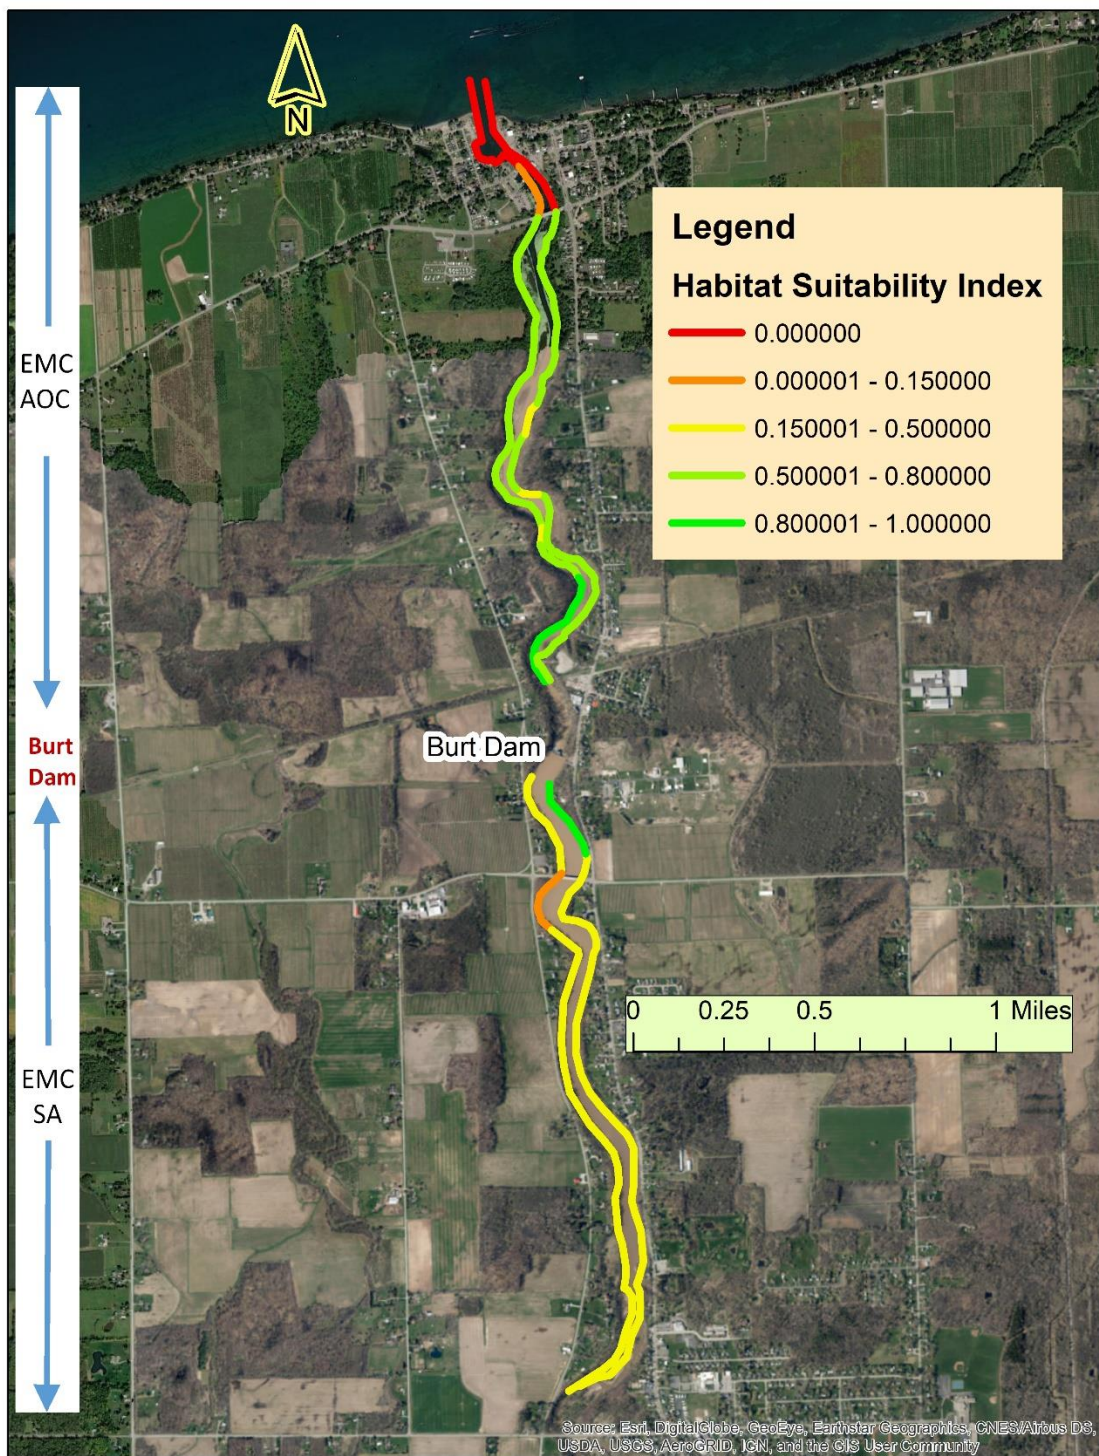 N
Legend
Habitat Suitability Index
0.000000
0.000001 - 0.150000
0.150001 - 0.500000
0.500001 - 0.800000
0.800001 - 1.000000
EMC
AOC
Burt
Dam
Burt Dam
0 0.25 0.5 1 Miles
EMC
SA
Source: Esri, DigitalGlobe, GeoEye, Earthstar Geographics, CNES/Airbus DS,
USDA, USGS, AeroGRID, IGN, and the GIS User Community